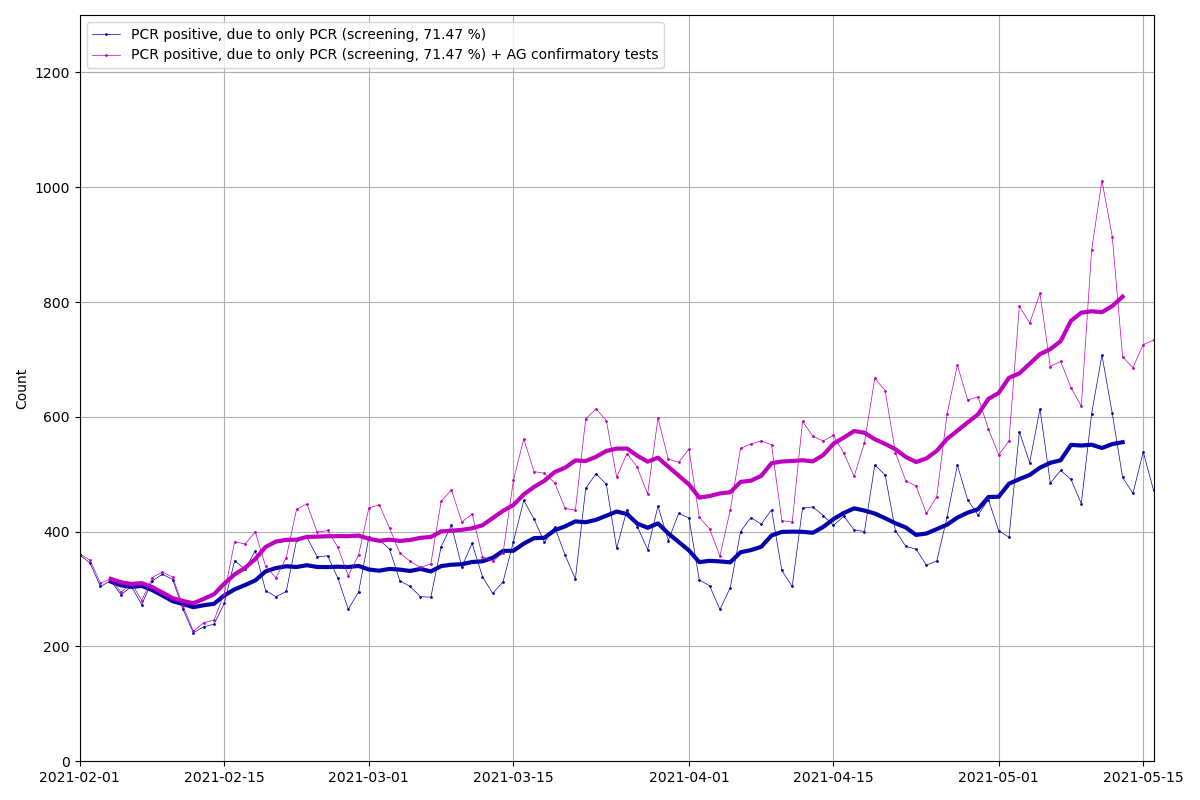 PCR positive, due to only PCR (screening, 71.47 %)
PCR positive, due to only PCR (screening, 71.47 %) + AG confirmatory tests
Count
1200
1000
800
600
400
200
0
2021-02-01 2021-02-15 2021-03-01 2021-03-15 2021-04-01 2021-04-15 2021-05-01 2021-05-15